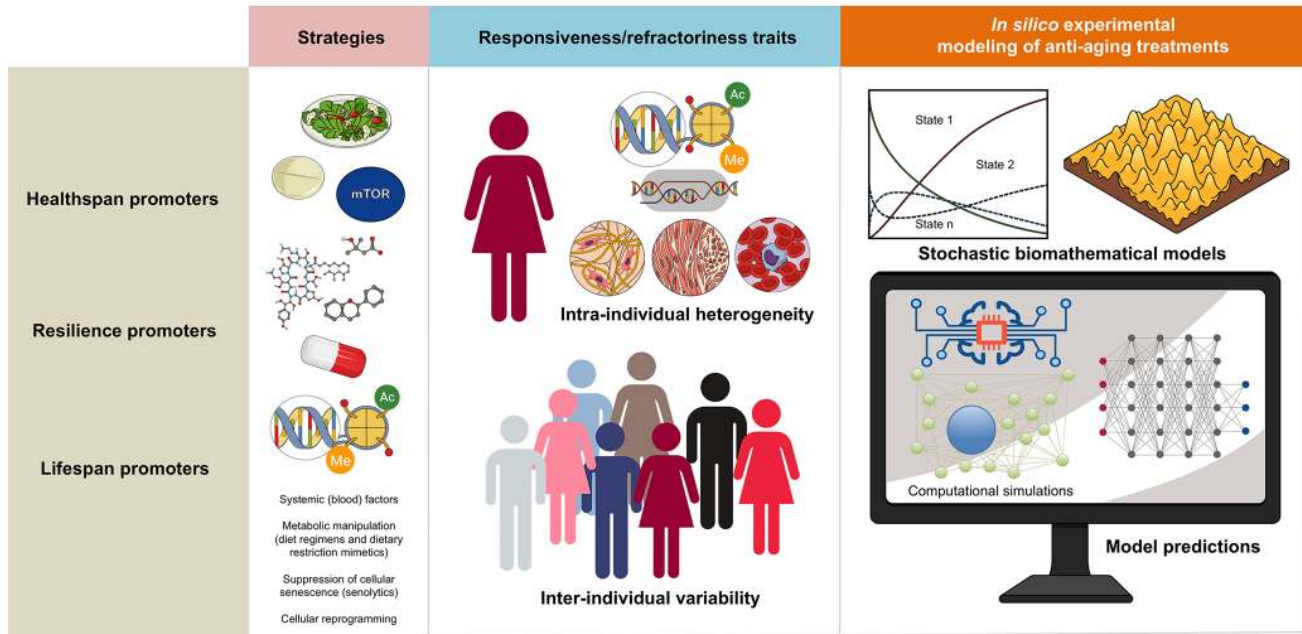 Strategies
Responsiveness/refractoriness traits
In silico experimental
modeling of anti-aging treatments
Healthspan promoters
Resilience promoters
Lifespan promoters
mTOR
Ac
Me
Systemic (blood) factors
Metabolic manipulation
(diet regimens and dietary
restriction mimetics)
Suppression of cellular
senescence (senolytics)
Cellular reprogramming
Ac
Me
Intra-individual heterogeneity
Inter-individual variability
State 1
State 2
State n
Stochastic biomathematical models
Computational simulations
Model predictions